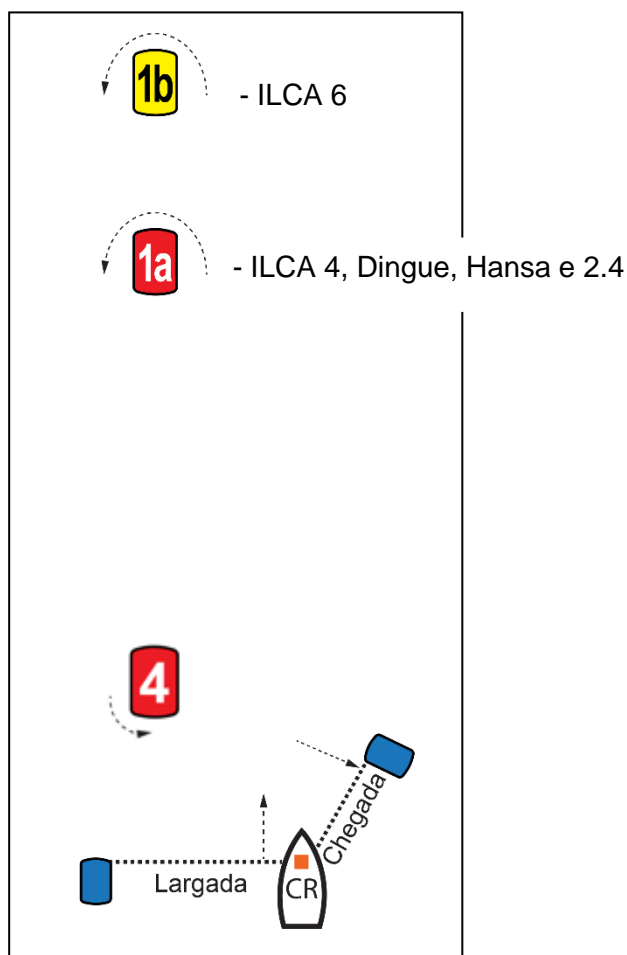 1b
- ILCA 6
1a
- ILCA 4, Dingue, Hansa e 2.4
4
Chegada
Largada
CR